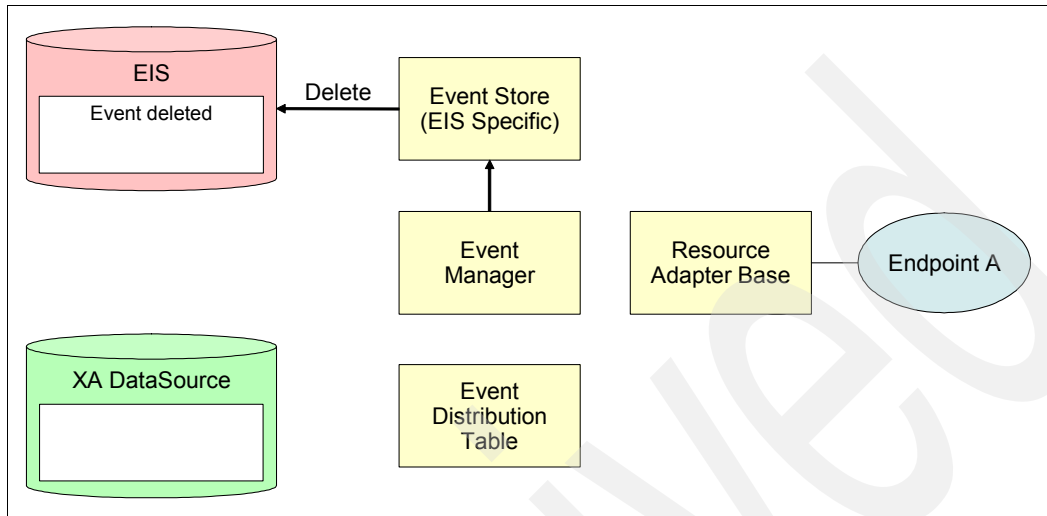 EIS
Event deleted
Delete
Event Store
(EIS Specific)
Event
Manager
Resource
Adapter Base
Endpoint A
XA DataSource
Event
Distribution
Table